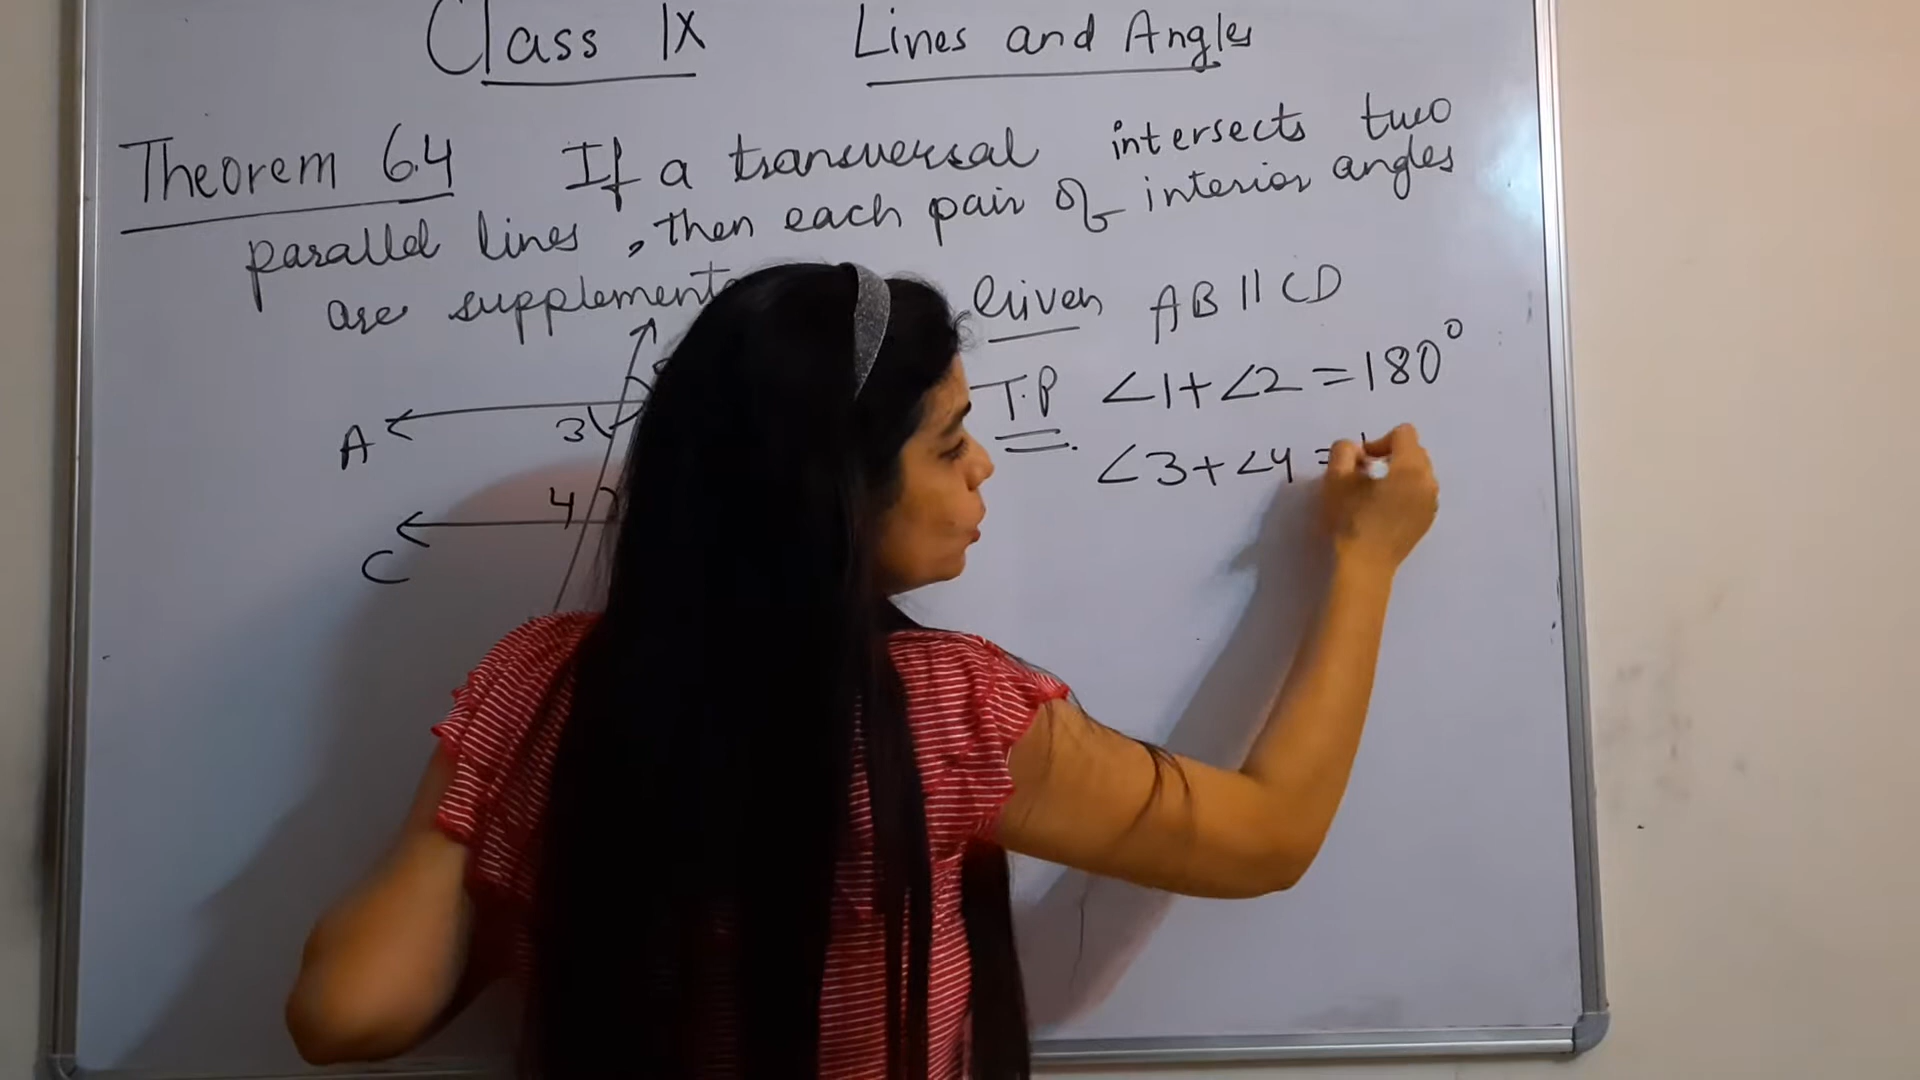 Class IX Lines and Angles
Theorem 6.4 If a transversal intersects two
parallel lines, then each pair of interior angles
are
Given AB || CD
T.P ∠1+∠2=180°
∠3+∠4=
A
3
4
C